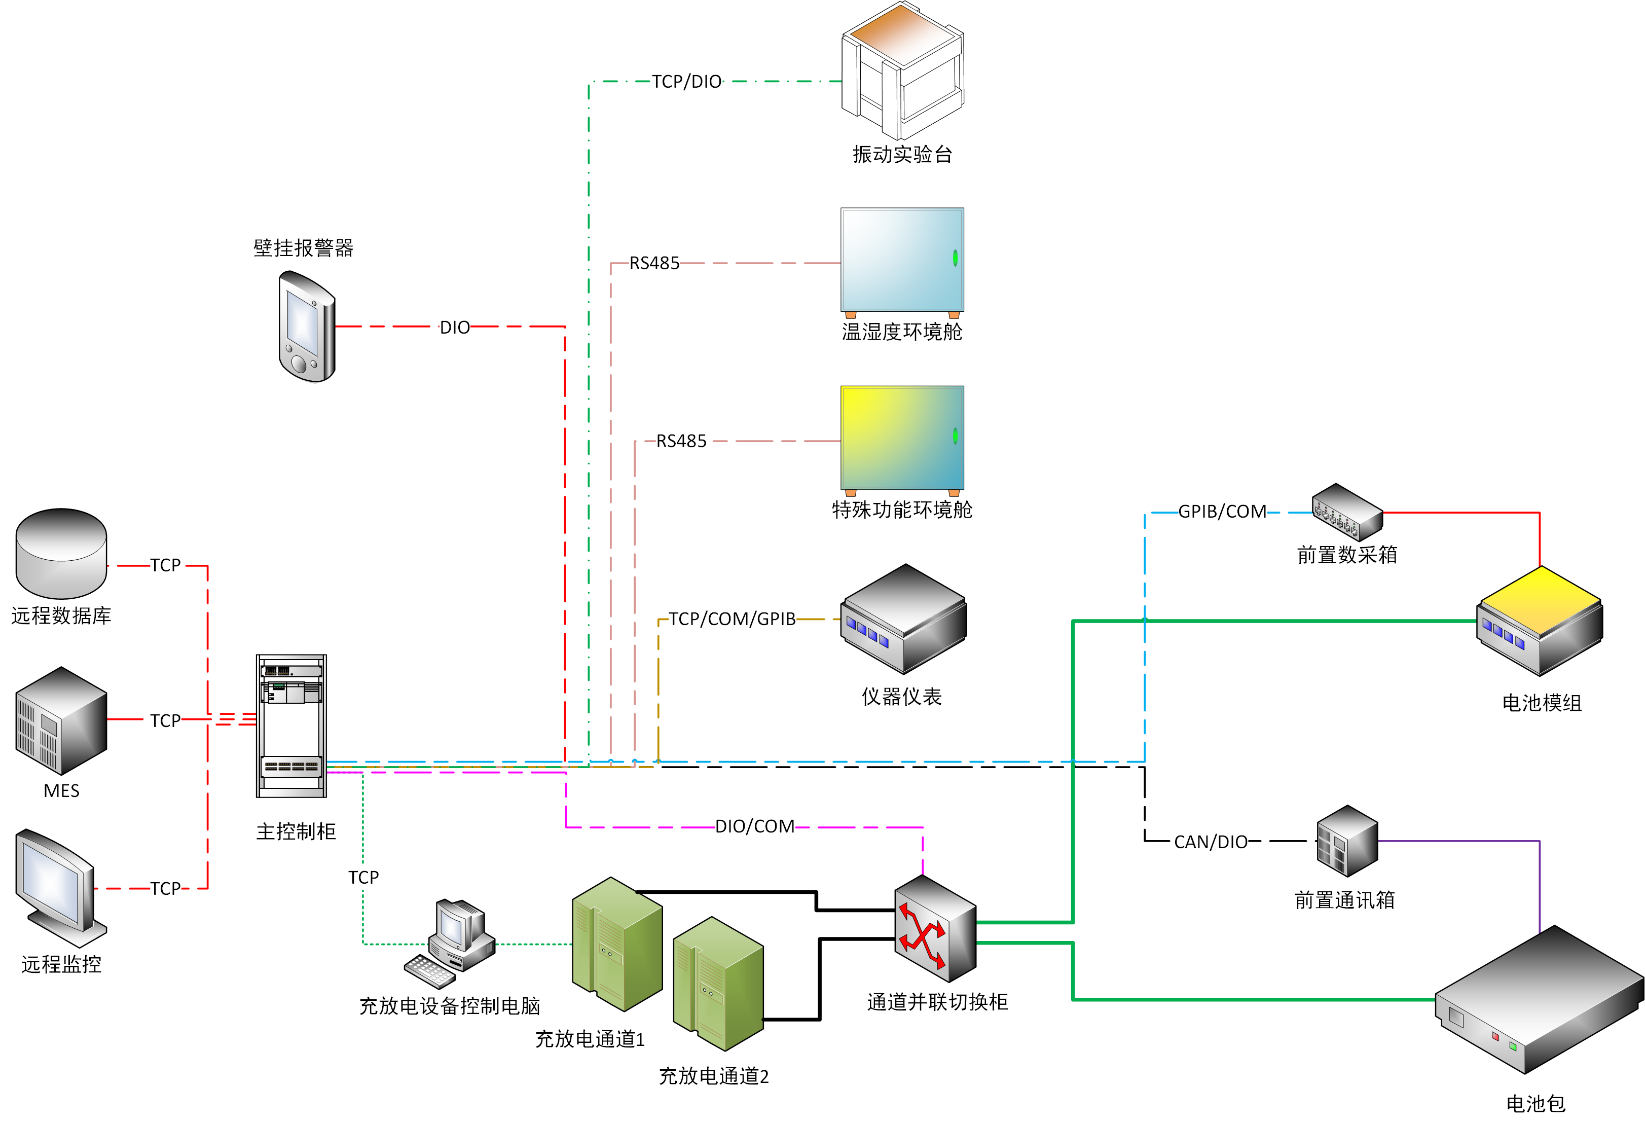 TCP/DIO
振动实验台
壁挂报警器
RS485
DIO
温湿度环境舱
RS485
特殊功能环境舱
GPIB/COM
前置数采箱
TCP
远程数据库
TCP/COM/GPIB
仪器仪表
电池模组
TCP
MES
主控制柜
DIO/COM
CAN/DIO
TCP
TCP
前置通讯箱
远程监控
充放电设备控制电脑
通道并联切换柜
充放电通道1
充放电通道2
电池包